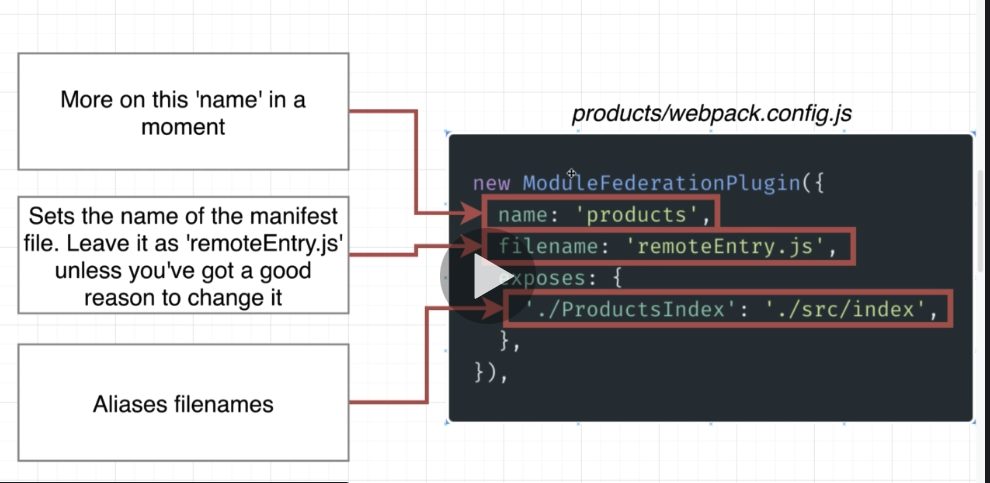 More on this 'name' in a
moment
Sets the name of the manifest
file. Leave it as 'remoteEntry.js'
unless you've got a good
reason to change it
Aliases filenames
products/webpack.config.js
new ModuleFederationPlugin({
name: 'products',
filename: 'remoteEntry.js',
exposes: {
'./ProductsIndex': './src/index',
},
}),